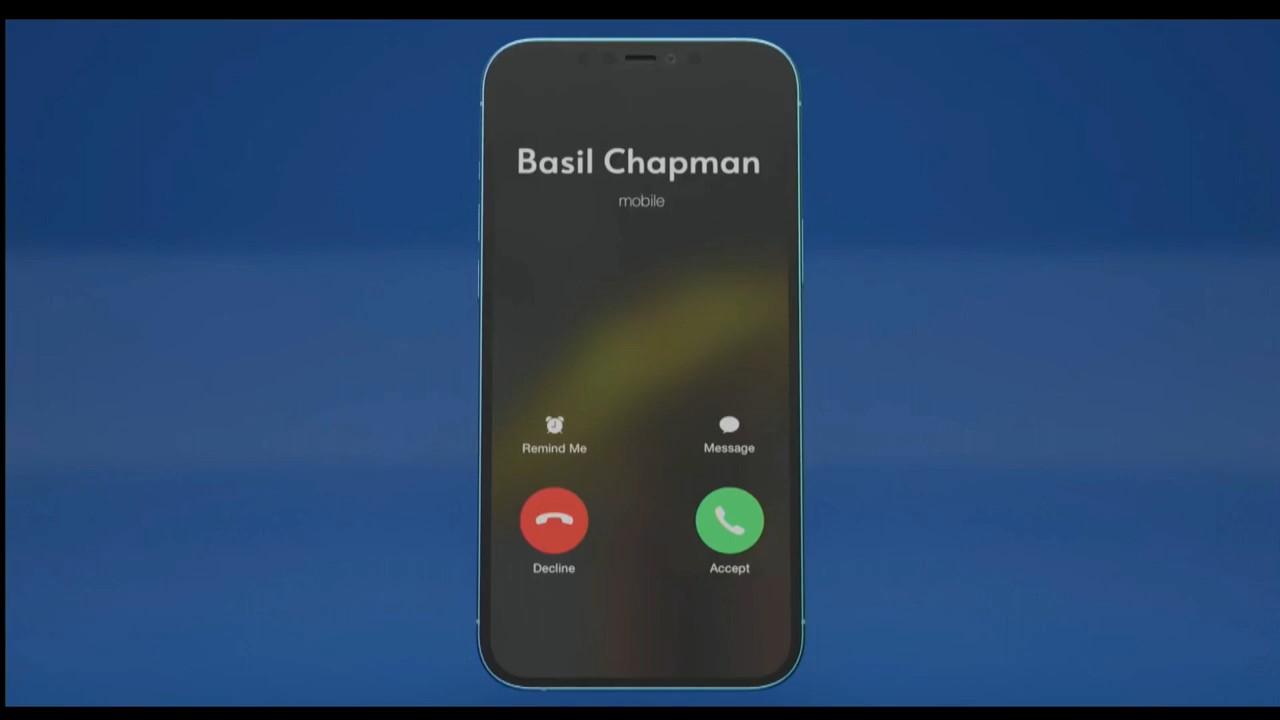 Basil Chapman
mobile
Remind Me
Message
Decline
Accept